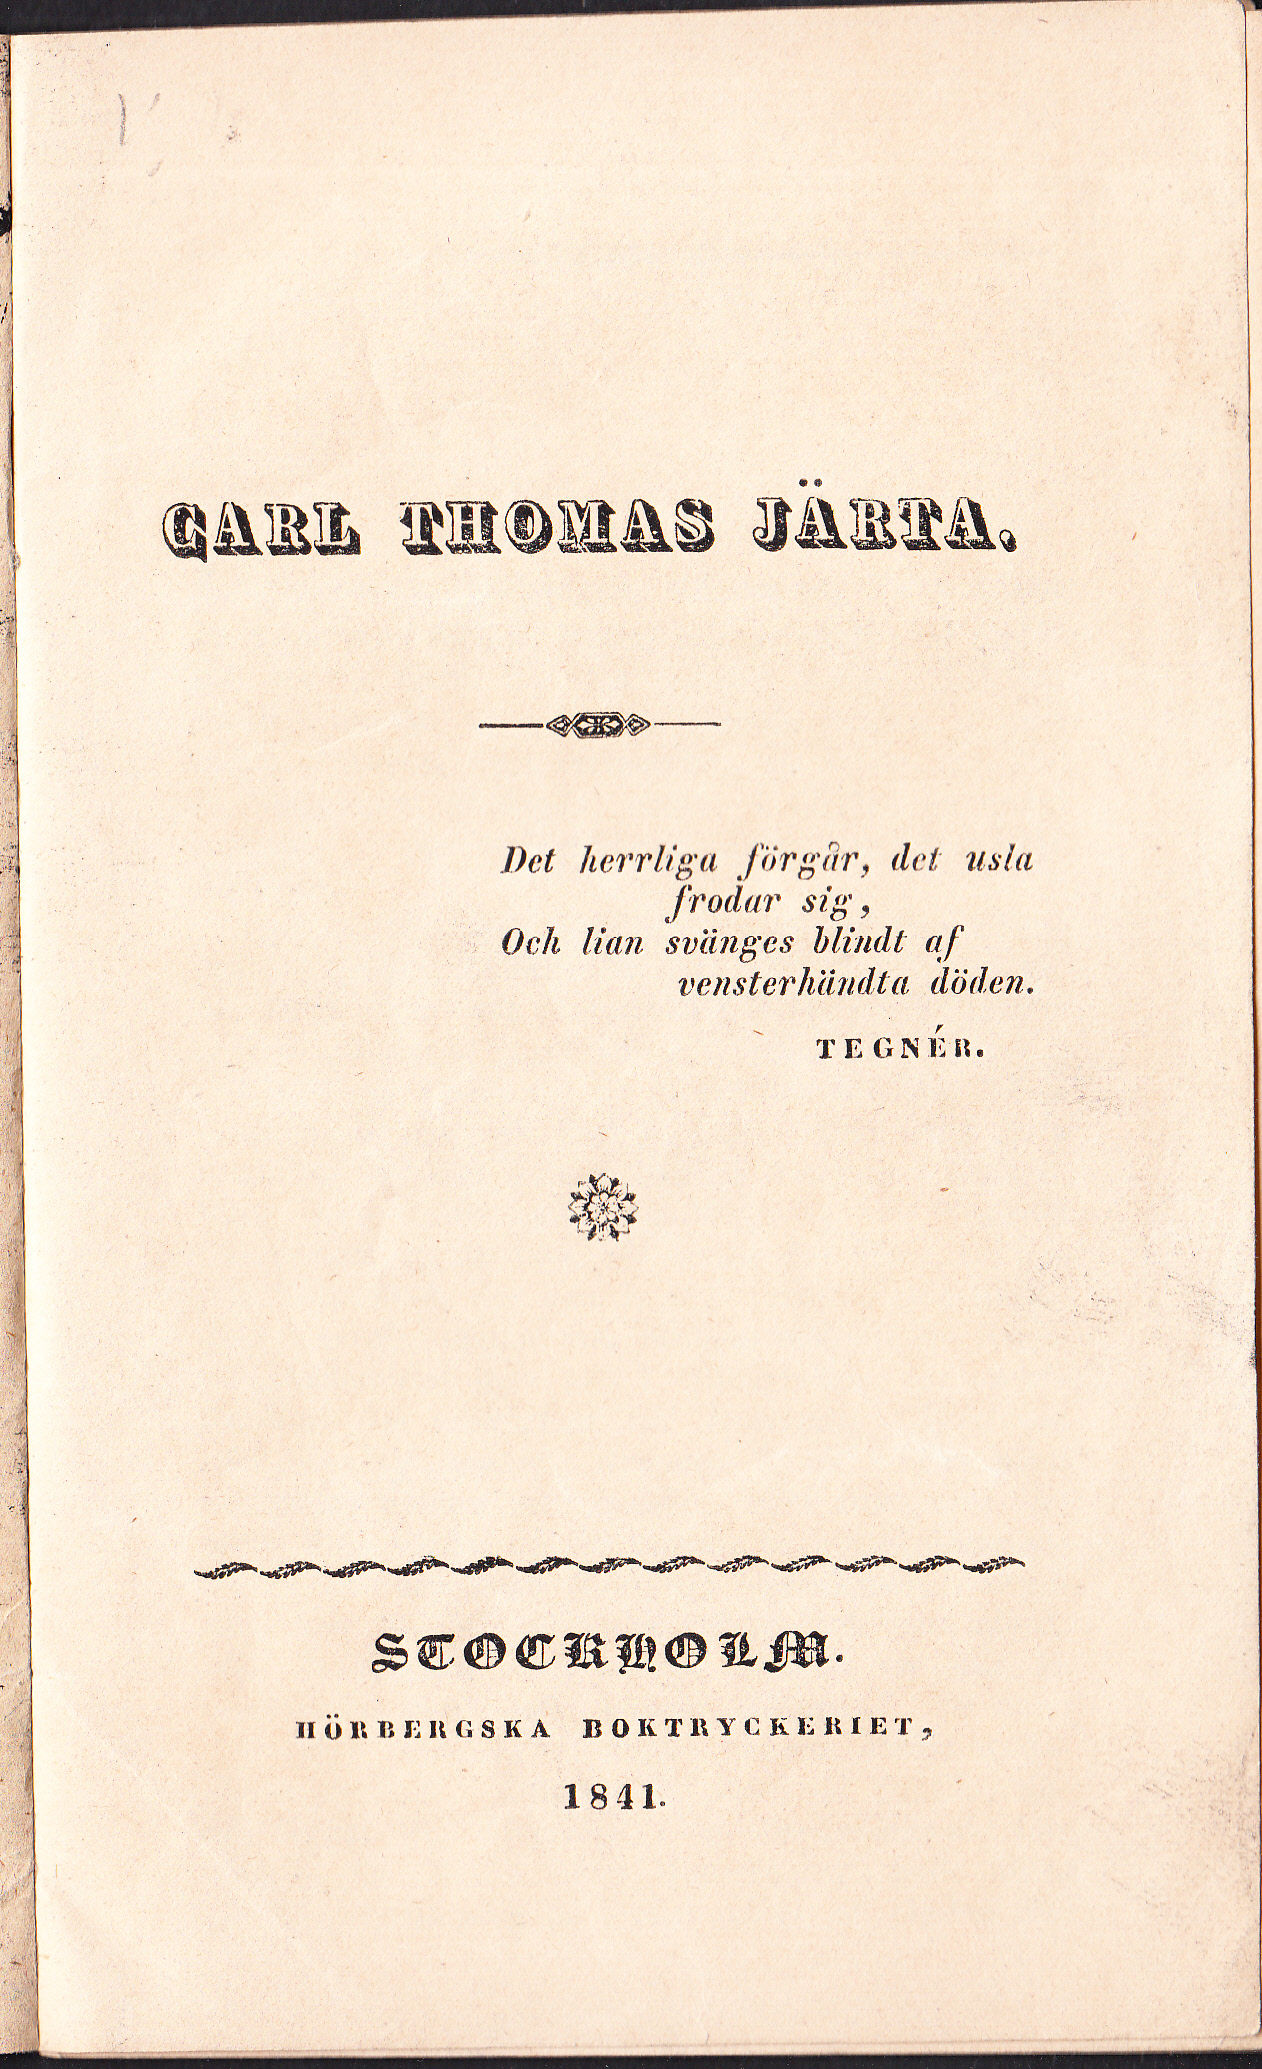 CARL THOMAS JÄRTA.
Det herrliga förgår, det usla
frodar sig,
Och lian svänges blindt af
vensterhändta döden.
TEGNÉR.
STOCKHOLM.
HÖRBERGSKA BOKTRYCKERIET,
1841.